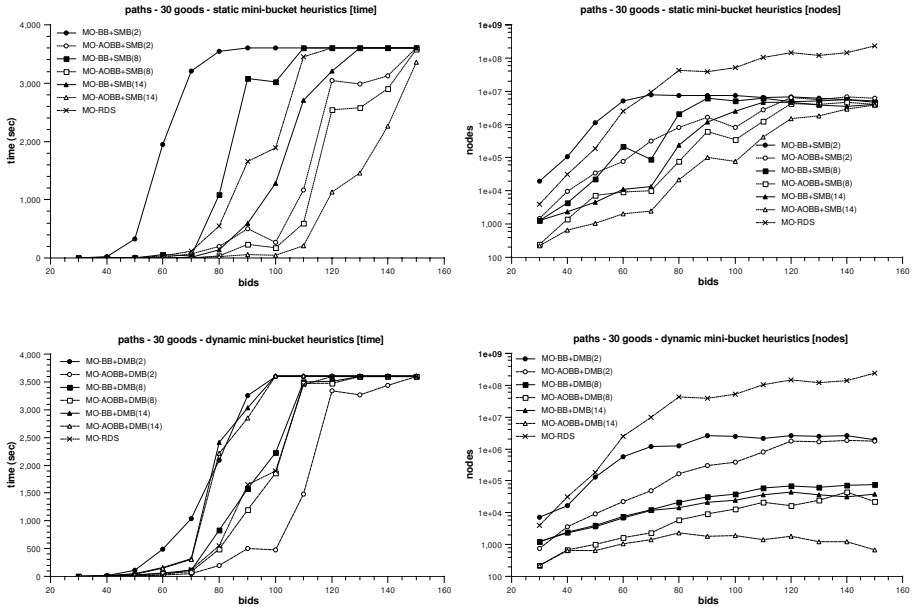 paths - 30 goods - static mini-bucket heuristics [time]
4,000
3,000
2,000
1,000
0
time (sec)
MO-BB+SMB(2)
MO-AOBB+SMB(2)
MO-BB+SMB(8)
MO-AOBB+SMB(8)
MO-BB+SMB(14)
MO-AOBB+SMB(14)
MO-RDS
20 40 60 80 100 120 140 160
bids
paths - 30 goods - static mini-bucket heuristics [nodes]
1e+09
1e+08
1e+07
1e+06
1e+05
1e+04
1,000
100
nodes
MO-BB+SMB(2)
MO-AOBB+SMB(2)
MO-BB+SMB(8)
MO-AOBB+SMB(8)
MO-BB+SMB(14)
MO-AOBB+SMB(14)
MO-RDS
20 40 60 80 100 120 140 160
bids
paths - 30 goods - dynamic mini-bucket heuristics [time]
4,000
3,500
3,000
2,500
2,000
1,500
1,000
500
0
time (sec)
MO-BB+DMB(2)
MO-AOBB+DMB(2)
MO-BB+DMB(8)
MO-AOBB+DMB(8)
MO-BB+DMB(14)
MO-AOBB+DMB(14)
MO-RDS
20 40 60 80 100 120 140 160
bids
paths - 30 goods - dynamic mini-bucket heuristics [nodes]
1e+09
1e+08
1e+07
1e+06
1e+05
1e+04
1,000
100
nodes
MO-BB+DMB(2)
MO-AOBB+DMB(2)
MO-BB+DMB(8)
MO-AOBB+DMB(8)
MO-BB+DMB(14)
MO-AOBB+DMB(14)
MO-RDS
20 40 60 80 100 120 140 160
bids